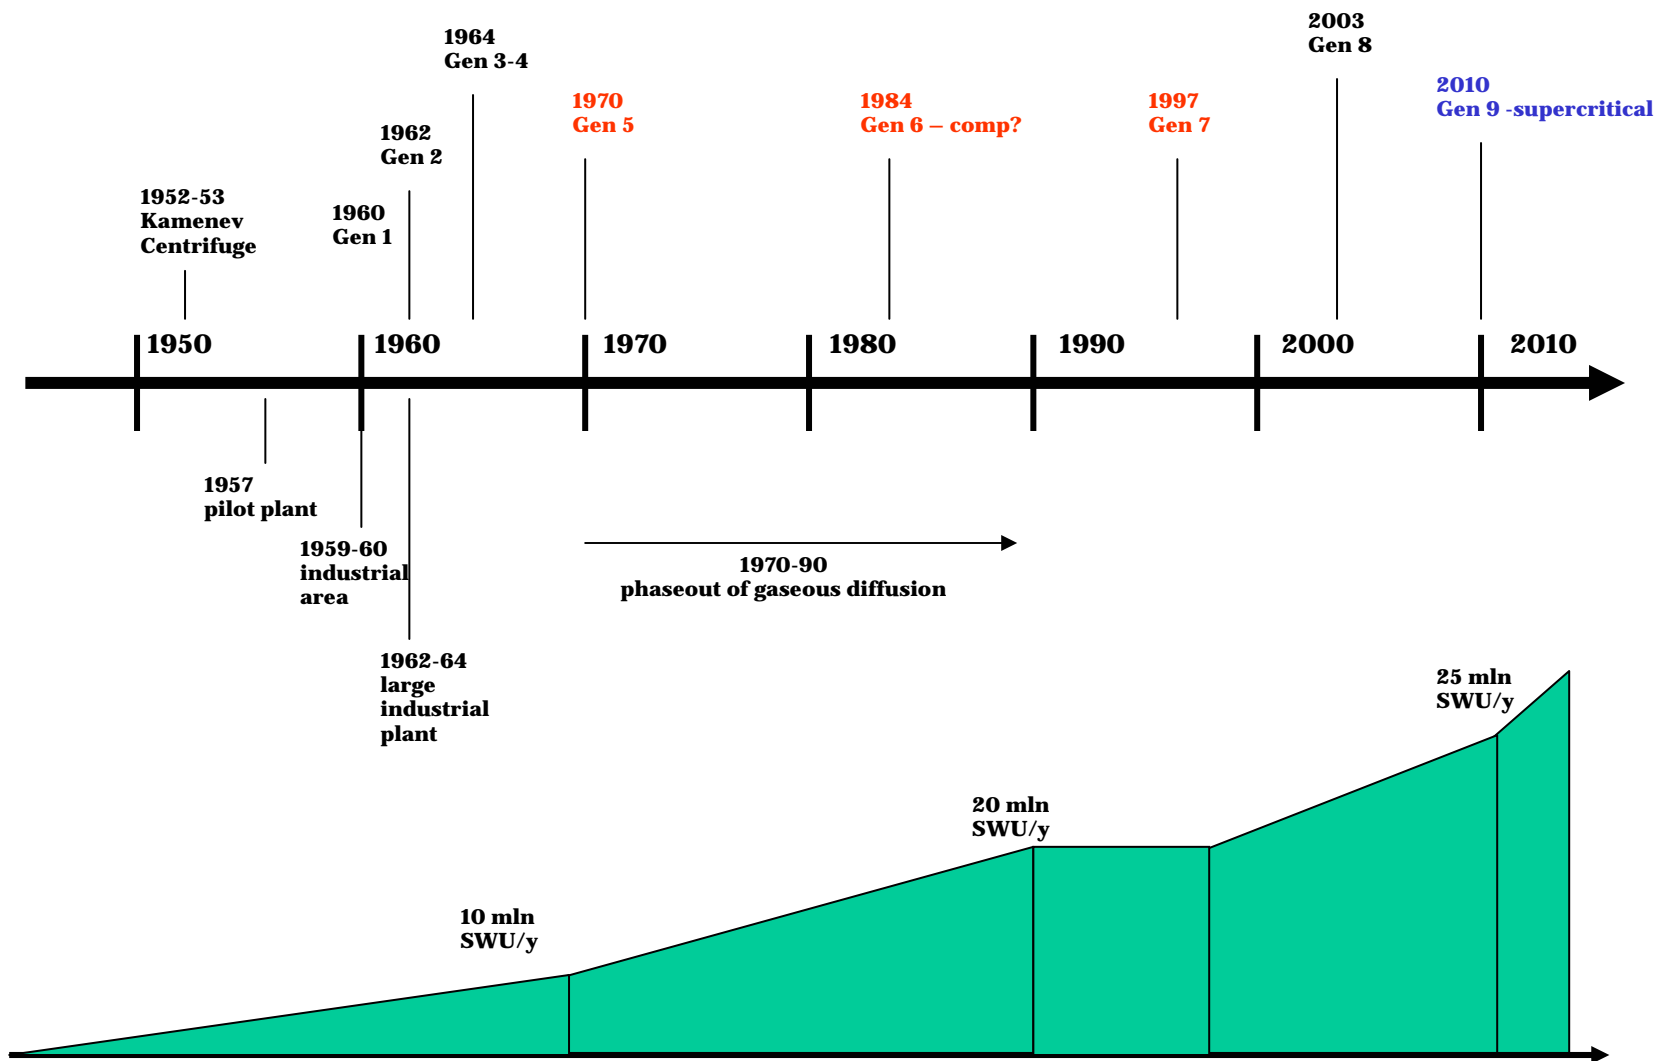 2003
Gen 8
1964
Gen 3-4
2010
Gen 9 -supercritical
1970
Gen 5
1984
Gen 6 – comp?
1997
Gen 7
1962
Gen 2
1952-53
Kamenev
Centrifuge
1960
Gen 1
1950
1960
1970
1980
1990
2000
2010
1957
pilot plant
1959-60
industrial
area
1970-90
phaseout of gaseous diffusion
1962-64
large
industrial
plant
25 mln
SWU/y
20 mln
SWU/y
10 mln
SWU/y